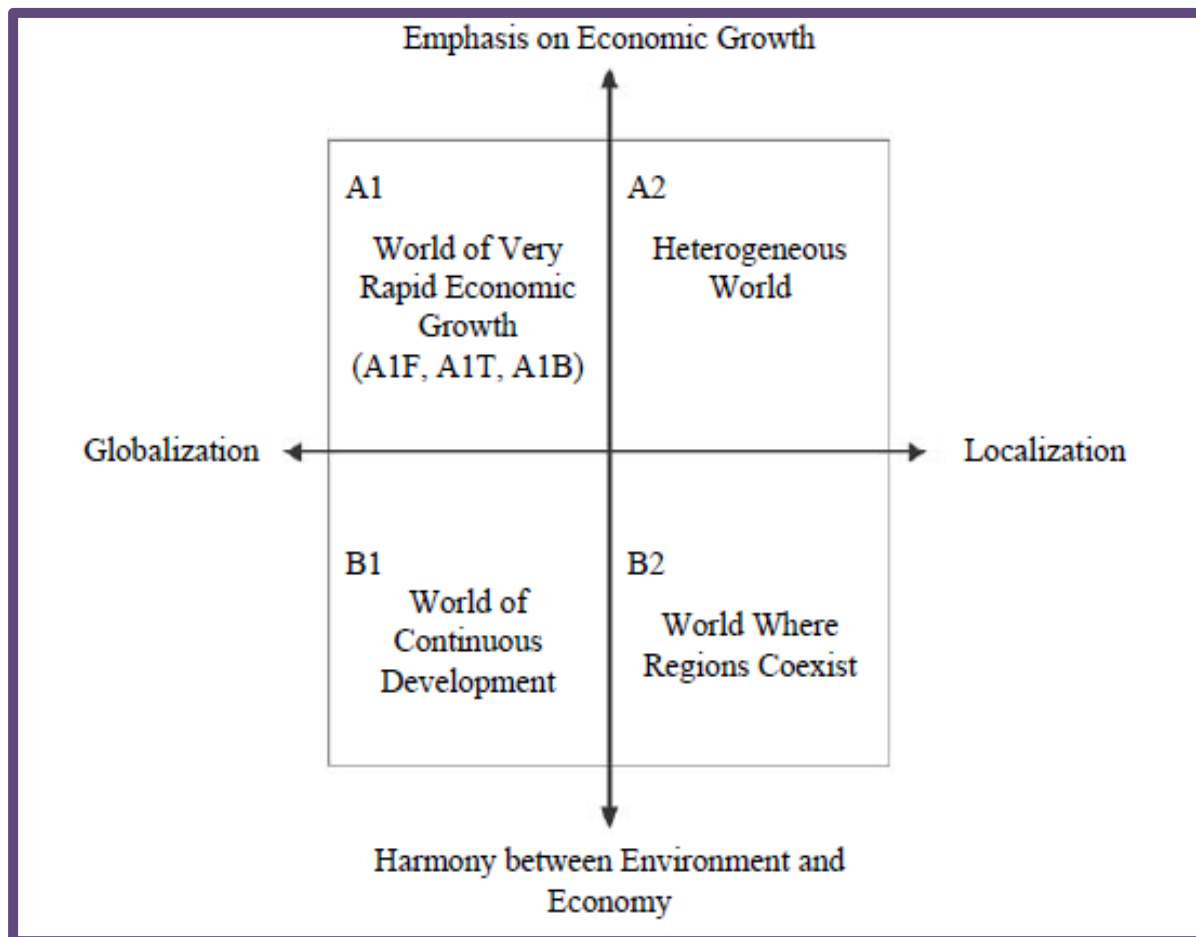 Emphasis on Economic Growth
A1
World of Very
Rapid Economic
Growth
(A1F, A1T, A1B)
A2
Heterogeneous
World
Globalization
Localization
B1
World of
Continuous
Development
B2
World Where
Regions Coexist
Harmony between Environment and
Economy